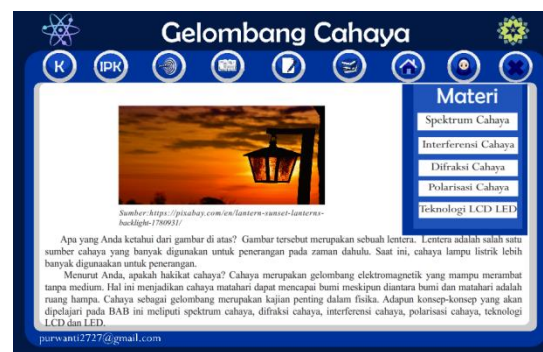 Gelombang Cahaya
K
IPK
Materi
Spektrum Cahaya
Interferensi Cahaya
Difraksi Cahaya
Polarisasi Cahaya
Teknologi LCD LED
Sumber:https://pixabay.com/en/lantern-sunset-lanterns-
backlight-1780931/
Apa yang Anda ketahui dari gambar di atas? Gambar tersebut merupakan sebuah lentera. Lentera adalah salah satu
sumber cahaya yang banyak digunakan untuk penerangan pada zaman dahulu. Saat ini, cahaya lampu listrik lebih
banyak digunaakan untuk penerangan.
Menurut Anda, apakah hakikat cahaya? Cahaya merupakan gelombang elektromagnetik yang mampu merambat
tanpa medium. Hal ini menjadikan cahaya matahari dapat mencapai bumi meskipun diantara bumi dan matahari adalah
ruang hampa. Cahaya sebagai gelombang merupakan kajian penting dalam fisika. Adapun konsep-konsep yang akan
dipelajari pada BAB ini meliputi spektrum cahaya, difraksi cahaya, interferensi cahaya, polarisasi cahaya, teknologi
LCD dan LED.
purwanti2727@gmail.com